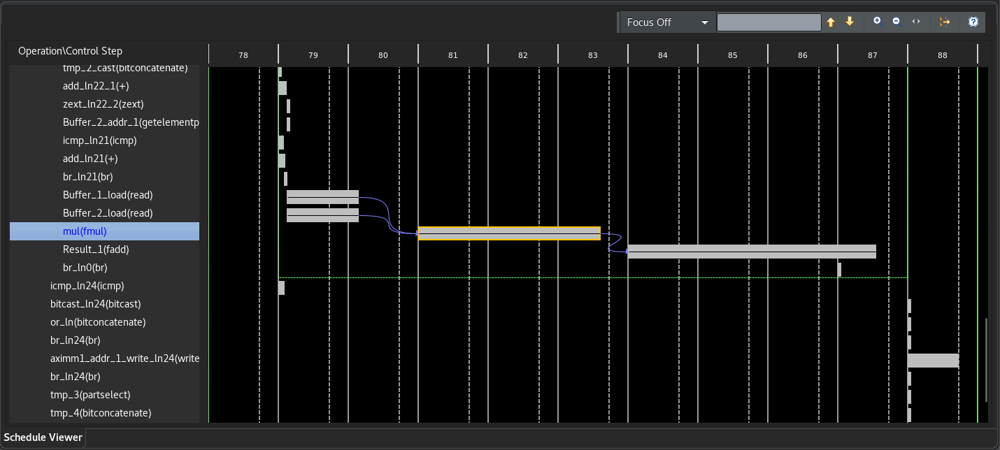 Focus Off
Operation\Control Step
78 79 80 81 82 83 84 85 86 87 88
tmp_2_cast(bitconcatenate)
add_ln22_1(+)
zext_ln22_2(zext)
Buffer_2_addr_1(getelementp
icmp_ln21(icmp)
add_ln21(+)
br_ln21(br)
Buffer_1_load(read)
Buffer_2_load(read)
mul(fmul)
Result_1(fadd)
br_ln0(br)
icmp_ln24(icmp)
bitcast_ln24(bitcast)
or_ln(bitconcatenate)
br_ln24(br)
aximm1_addr_1_write_ln24(write
br_ln24(br)
tmp_3(partselect)
tmp_4(bitconcatenate)
Schedule Viewer